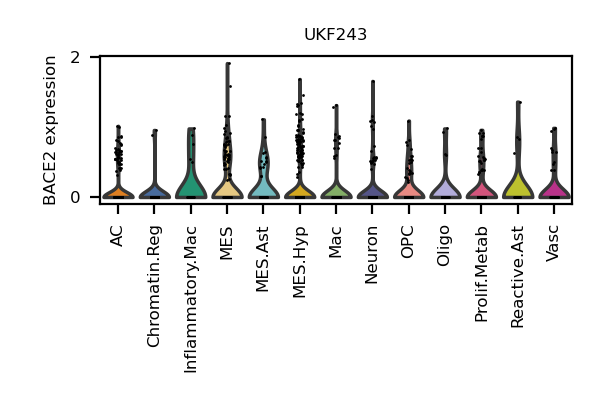 UKF243
BACE2 expression
2
0
AC
Chromatin.Reg
Inflammatory.Mac
MES
MES.Ast
MES.Hyp
Mac
Neuron
OPC
Oligo
Prolif.Metab
Reactive.Ast
Vasc